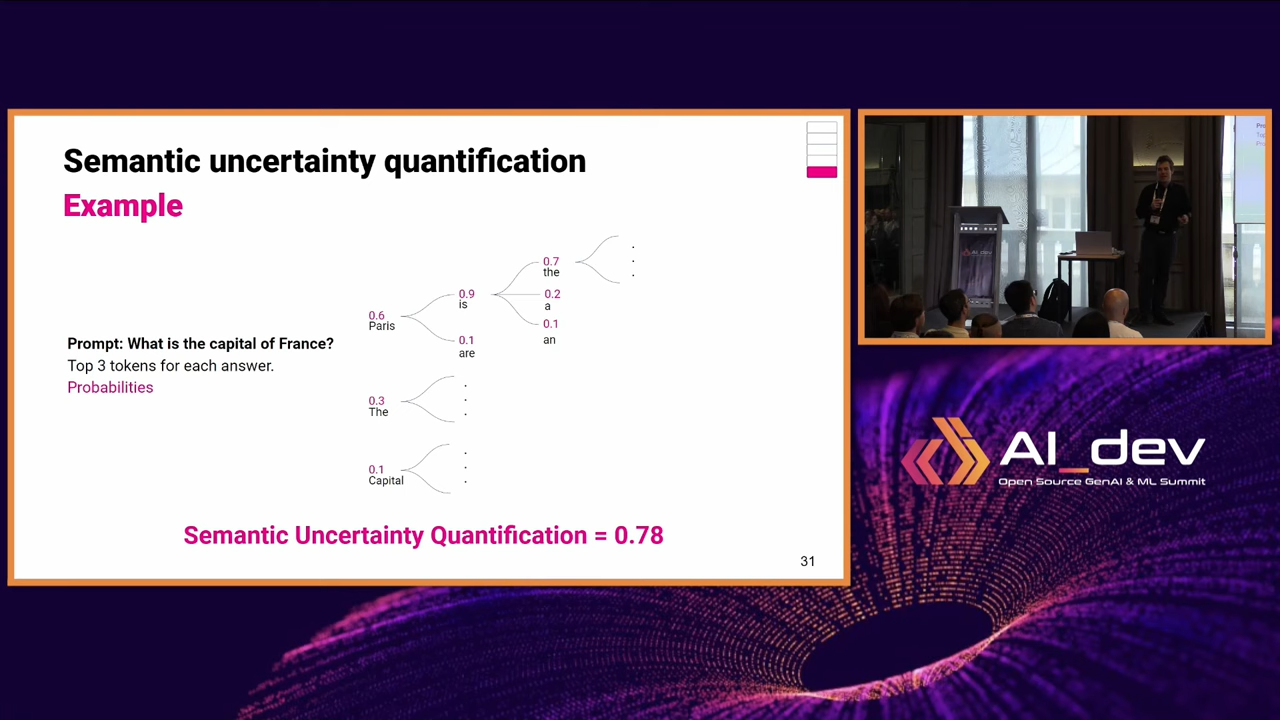 Semantic uncertainty quantification
Example
0.7
the
0.9
is
0.2
a
0.6
Paris
0.1
an
0.1
are
Prompt: What is the capital of France?
Top 3 tokens for each answer.
Probabilities
0.3
The
0.1
Capital
Semantic Uncertainty Quantification = 0.78
31
AI_dev
Open Source GenAI & ML Summit